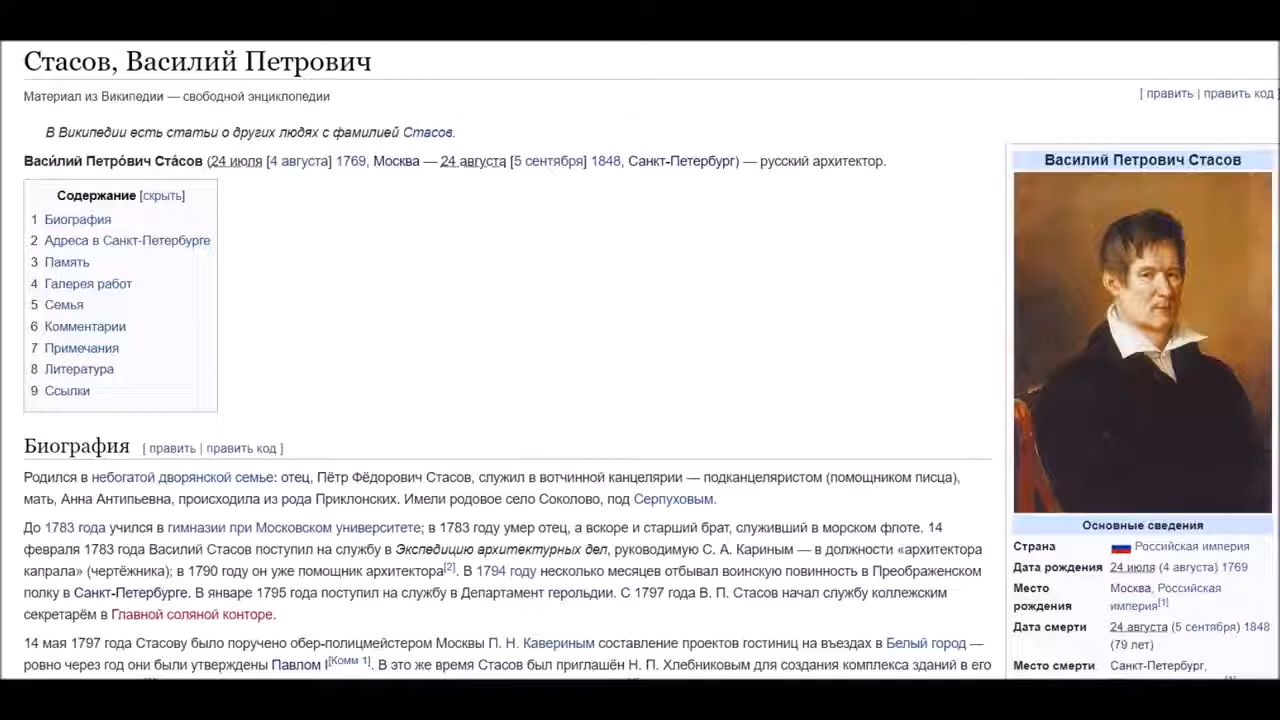 Стасов, Василий Петрович
Материал из Википедии — свободной энциклопедии
[ править | править код ]
В Википедии есть статьи о других людях с фамилией Стасов.
Васи́лий Петро́вич Ста́сов (24 июля [4 августа] 1769, Москва — 24 августа [5 сентября] 1848, Санкт-Петербург) — русский архитектор.
Содержание [скрыть]
1 Биография
2 Адреса в Санкт-Петербурге
3 Память
4 Галерея работ
5 Семья
6 Комментарии
7 Примечания
8 Литература
9 Ссылки
Биография [ править | править код ]
Родился в небогатой дворянской семье: отец, Пётр Фёдорович Стасов, служил в вотчинной канцелярии — подканцеляристом (помощником писца),
мать, Анна Антипьевна, происходила из рода Приклонских. Имели родовое село Соколово, под Серпуховым.
До 1783 года учился в гимназии при Московском университете; в 1783 году умер отец, а вскоре и старший брат, служивший в морском флоте. 14
февраля 1783 года Василий Стасов поступил на службу в Экспедицию архитектурных дел, руководимую С. А. Кариным — в должности «архитектора
капрала» (чертёжника); в 1790 году он уже помощник архитектора[2]. В 1794 году несколько месяцев отбывал воинскую повинность в Преображенском
полку в Санкт-Петербурге. В январе 1795 года поступил на службу в Департамент герольдии. С 1797 года В. П. Стасов начал службу коллежским
секретарём в Главной соляной конторе.
14 мая 1797 года Стасову было поручено обер-полицмейстером Москвы П. Н. Кавериным составление проектов гостиниц на въездах в Белый город —
ровно через год они были утверждены Павлом I[Комм 1]. В это же время Стасов был приглашён Н. П. Хлебниковым для создания комплекса зданий в его
Василий Петрович Стасов
Основные сведения
Страна Российская империя
Дата рождения 24 июля (4 августа) 1769
Место рождения Москва, Российская
империя[1]
Дата смерти 24 августа (5 сентября) 1848
(79 лет)
Место смерти Санкт-Петербург,